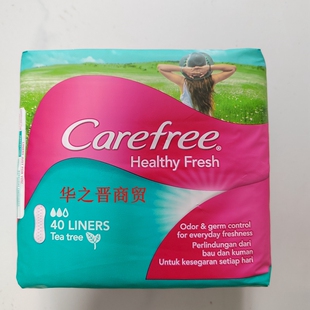 Carefree®
Healthy Fresh
华之晋商贸
40 LINERS
Tea tree
Odor & germ control
for everyday freshness
Perlindungan dari
bau dan kuman
Untuk kesegaran setiap hari